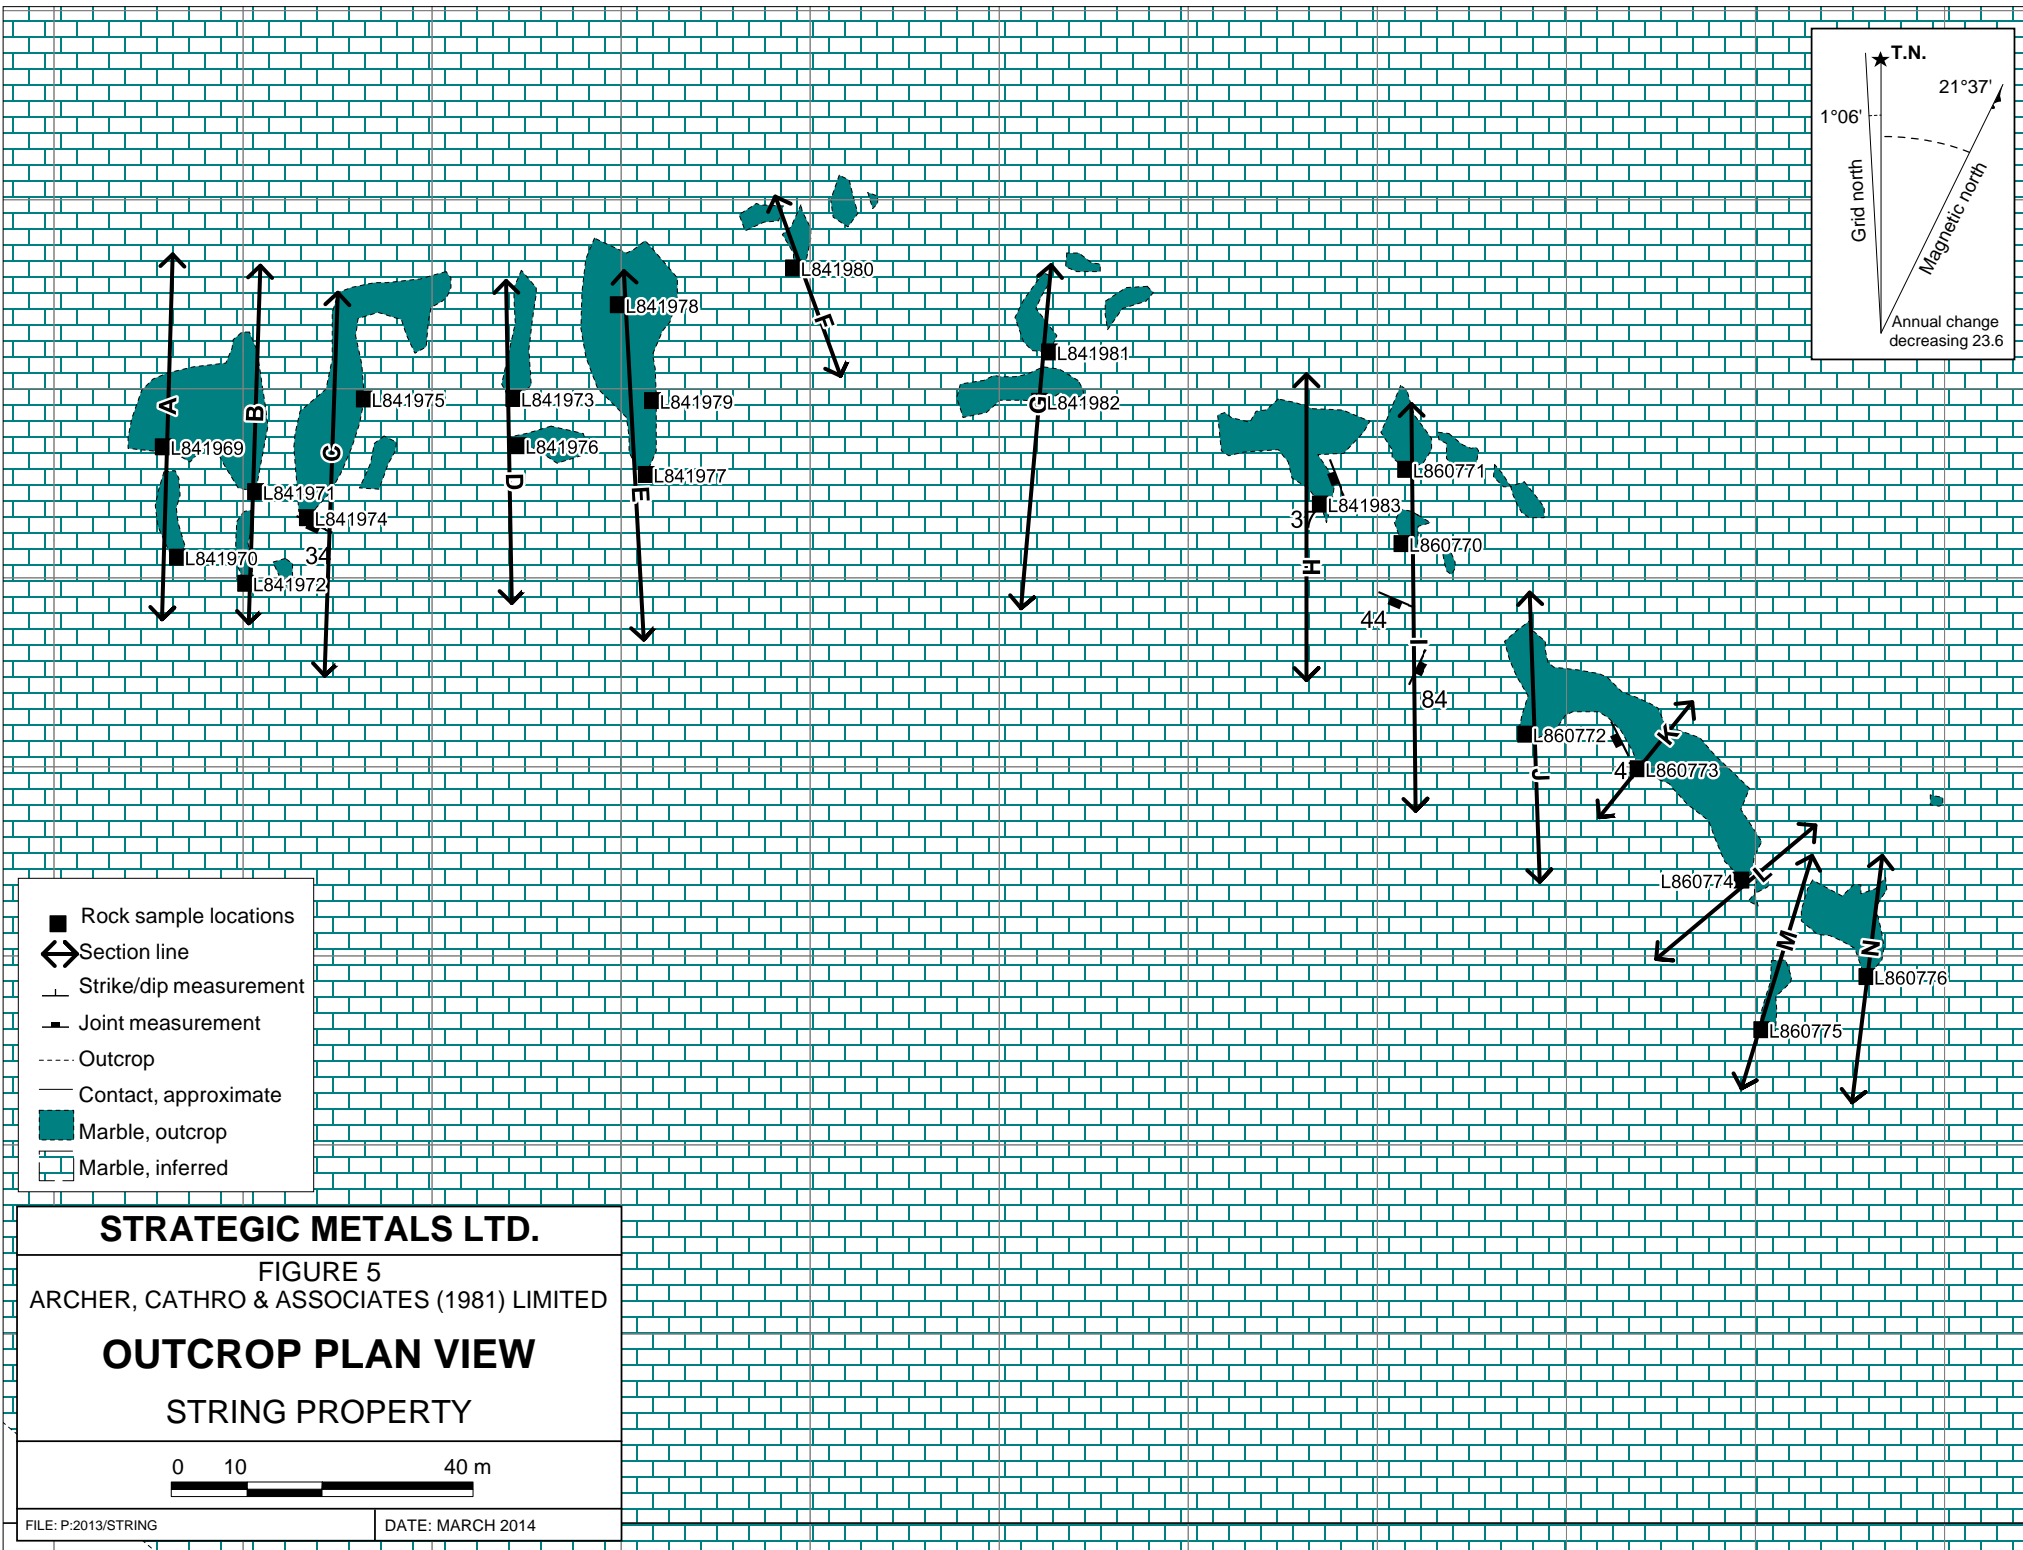 T.N.
21°37'
1°06'
Grid north
Magnetic north
Annual change
decreasing 23.6
A
B
C
D
E
F
G
H
I
J
K
L
M
N
L841980
L841978
L841981
L841975
L841973
L841979
L841982
L841969
L841976
L841977
L860771
L841971
L841983
37
L841974
34
L860770
L841970
L841972
44
84
L860772
4
L860773
L860774
L860776
L860775
Rock sample locations
Section line
Strike/dip measurement
Joint measurement
Outcrop
Contact, approximate
Marble, outcrop
Marble, inferred
STRATEGIC METALS LTD.
FIGURE 5
ARCHER, CATHRO & ASSOCIATES (1981) LIMITED
OUTCROP PLAN VIEW
STRING PROPERTY
0 10 40 m
FILE: P:2013/STRING
DATE: MARCH 2014